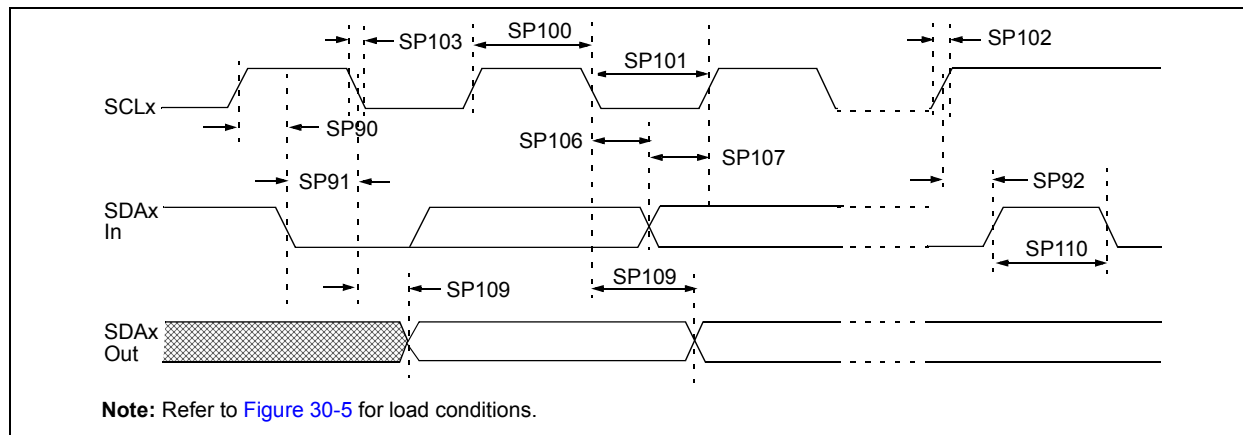 SP103
SP100
SP102
SP101
SCLx
SP90
SP106
SP107
SP91
SP92
SDAx
In
SP110
SP109
SP109
SDAx
Out
Note: Refer to Figure 30-5 for load conditions.